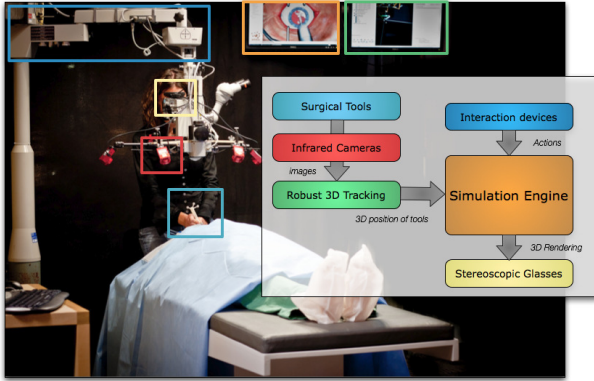 Surgical Tools
Interaction devices
Infrared Cameras
Actions
images
Robust 3D Tracking
Simulation Engine
3D position of tools
3D Rendering
Stereoscopic Glasses